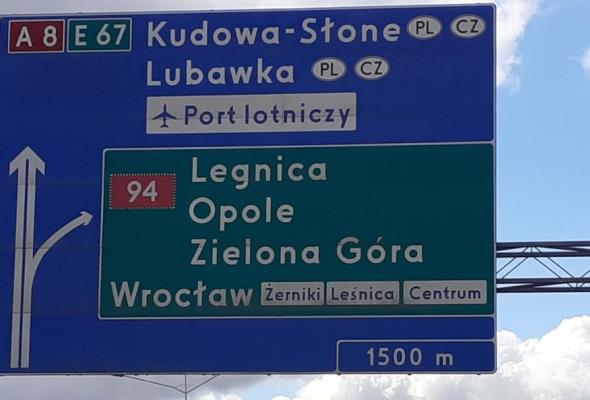 A 8 E 67 Kudowa-Słone PL CZ
Lubawka PL CZ
Port lotniczy
94 Legnica
Opole
Zielona Góra
Wrocław Żerniki Leśnica Centrum
1500 m